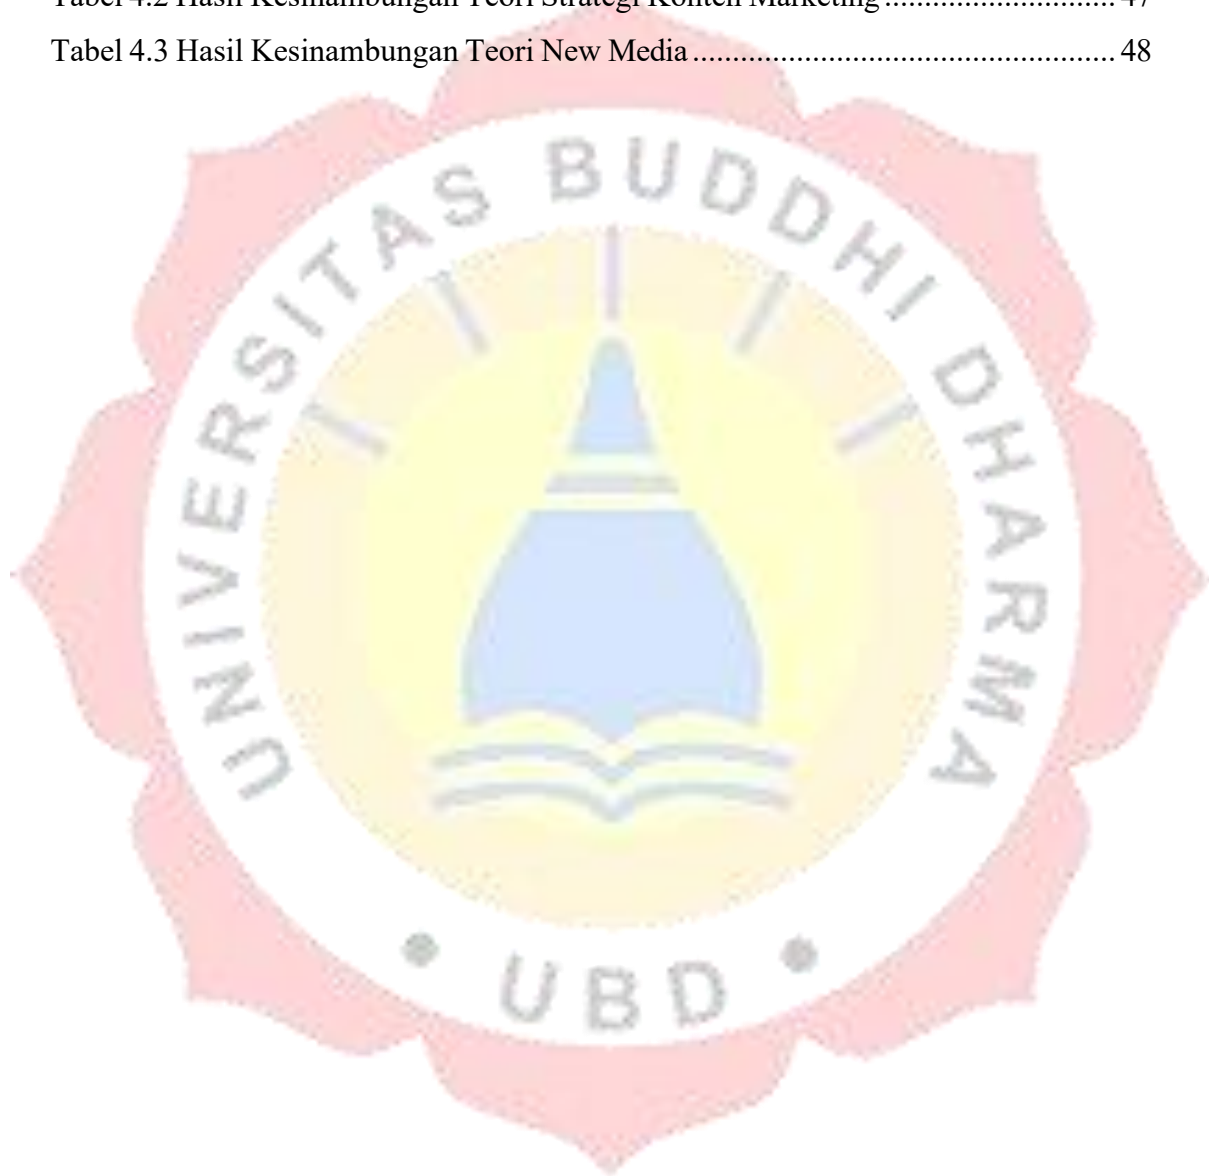 Tabel 4.2 Hasil Kesinambungan Teori Strategi Konten Marketing ............................. 47
Tabel 4.3 Hasil Kesinambungan Teori New Media ..................................................... 48
UNIVERSITAS BUDDHI DHARMA
• UBD •